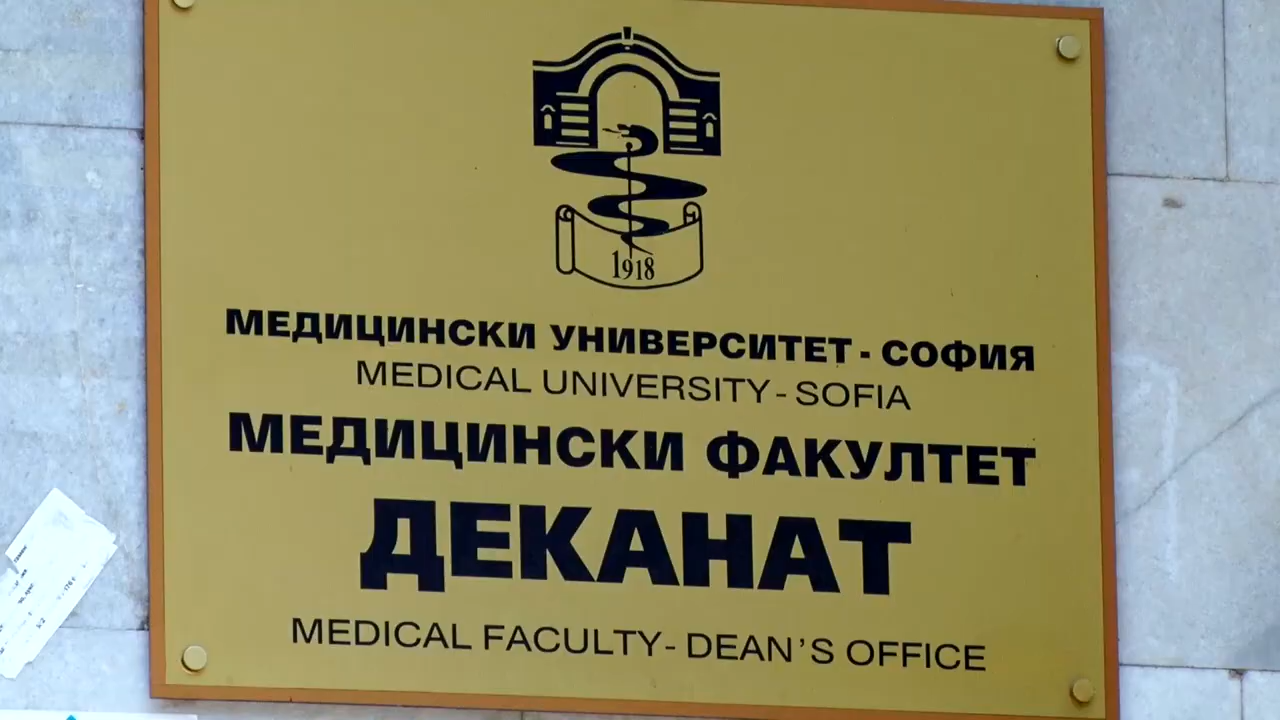 1918
МЕДИЦИНСКИ УНИВЕРСИТЕТ - СОФИЯ
MEDICAL UNIVERSITY - SOFIA
МЕДИЦИНСКИ ФАКУЛТЕТ
ДЕКАНАТ
MEDICAL FACULTY - DEAN'S OFFICE